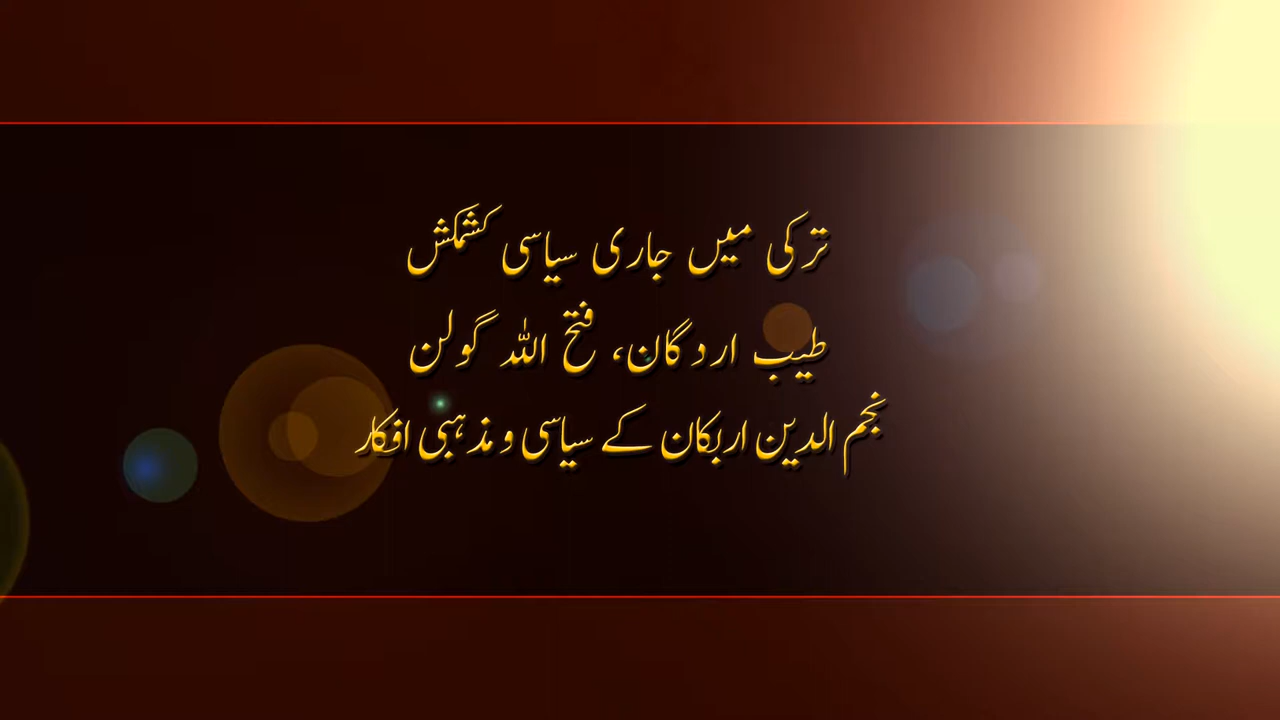 ترکی میں جاری سیاسی کشمکش
طیب اردگان، فتح اللہ گولن
نجم الدین اربکان کے سیاسی و مذہبی افکار